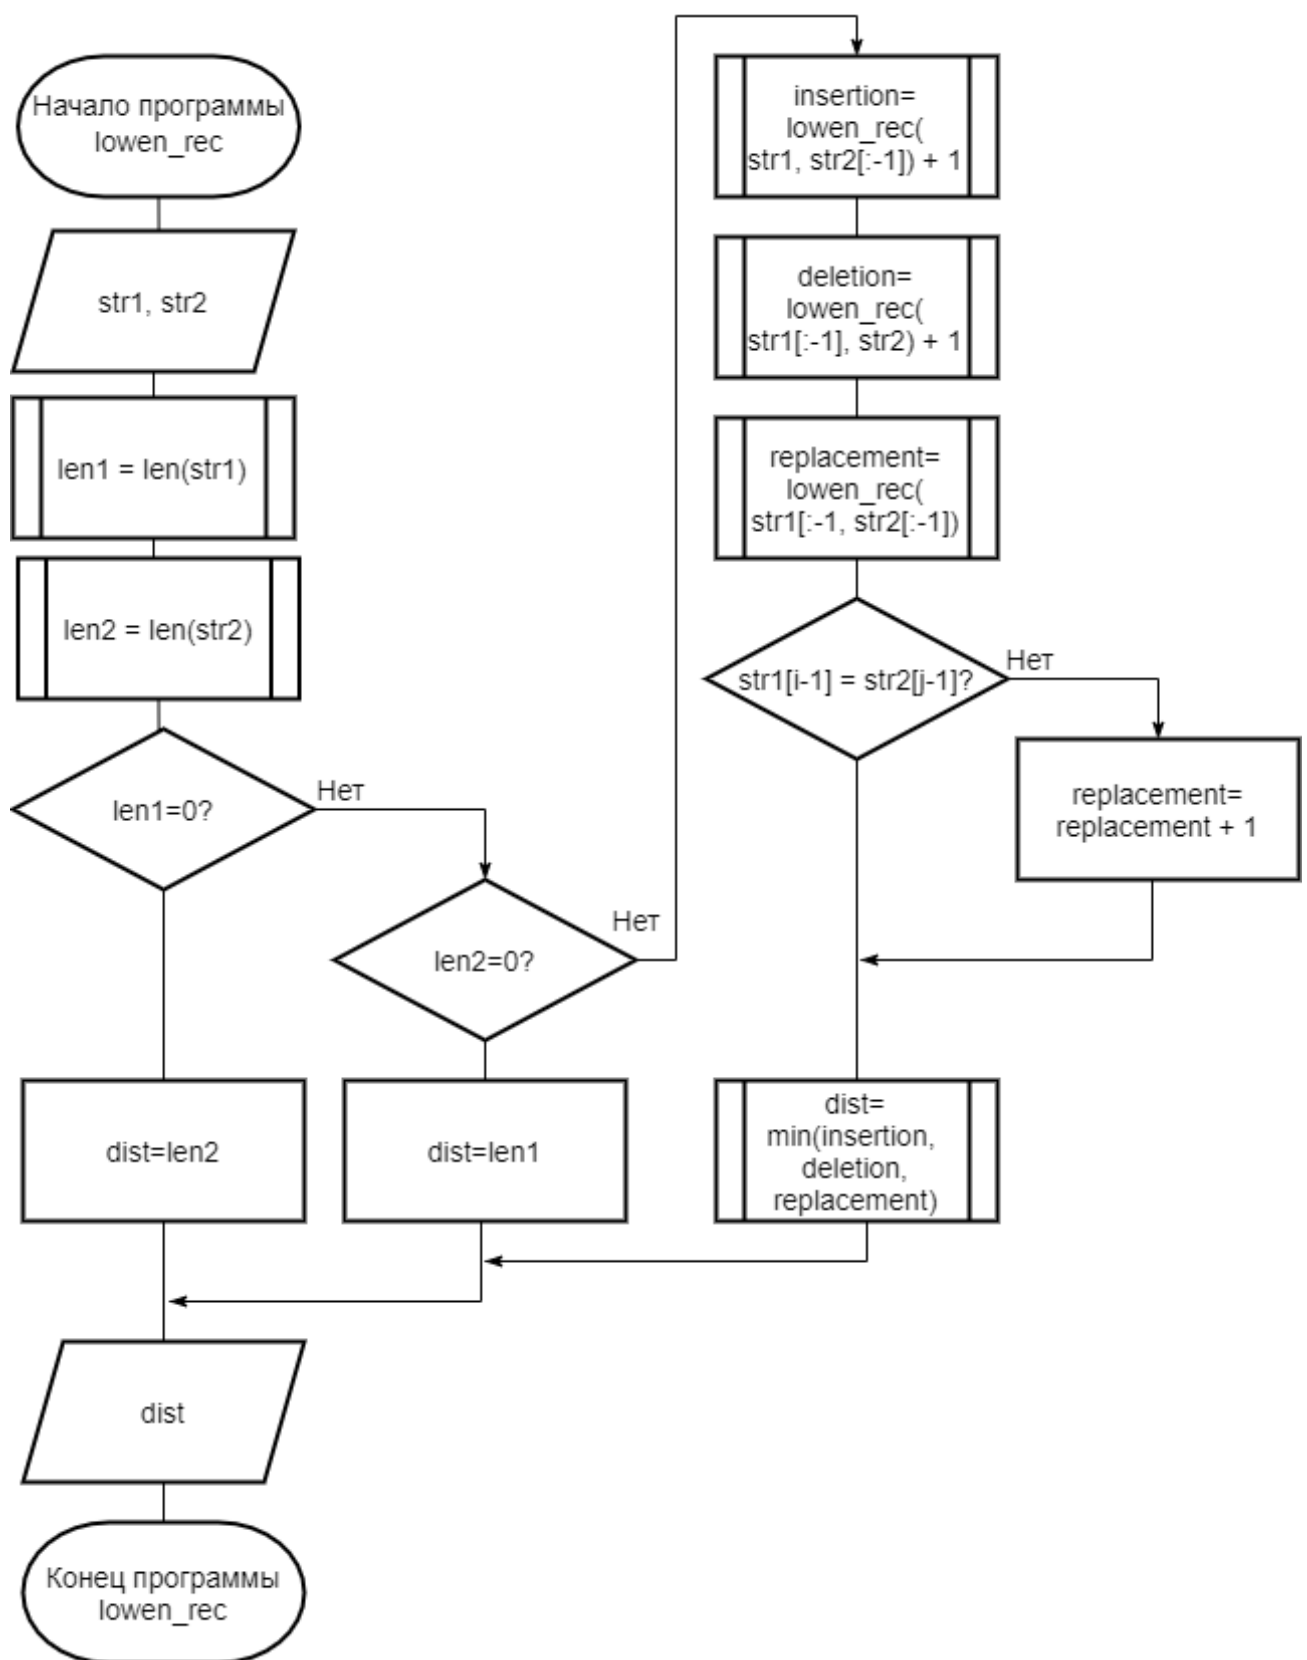 Начало программы
lowen_rec
str1, str2
len1 = len(str1)
len2 = len(str2)
len1=0?
Нет
len2=0?
Нет
dist=len2
dist=len1
insertion=
lowen_rec(
str1, str2[:-1]) + 1
deletion=
lowen_rec(
str1[:-1], str2) + 1
replacement=
lowen_rec(
str1[:-1, str2[:-1])
str1[i-1] = str2[j-1]?
Нет
replacement=
replacement + 1
dist=
min(insertion,
deletion,
replacement)
dist
Конец программы
lowen_rec